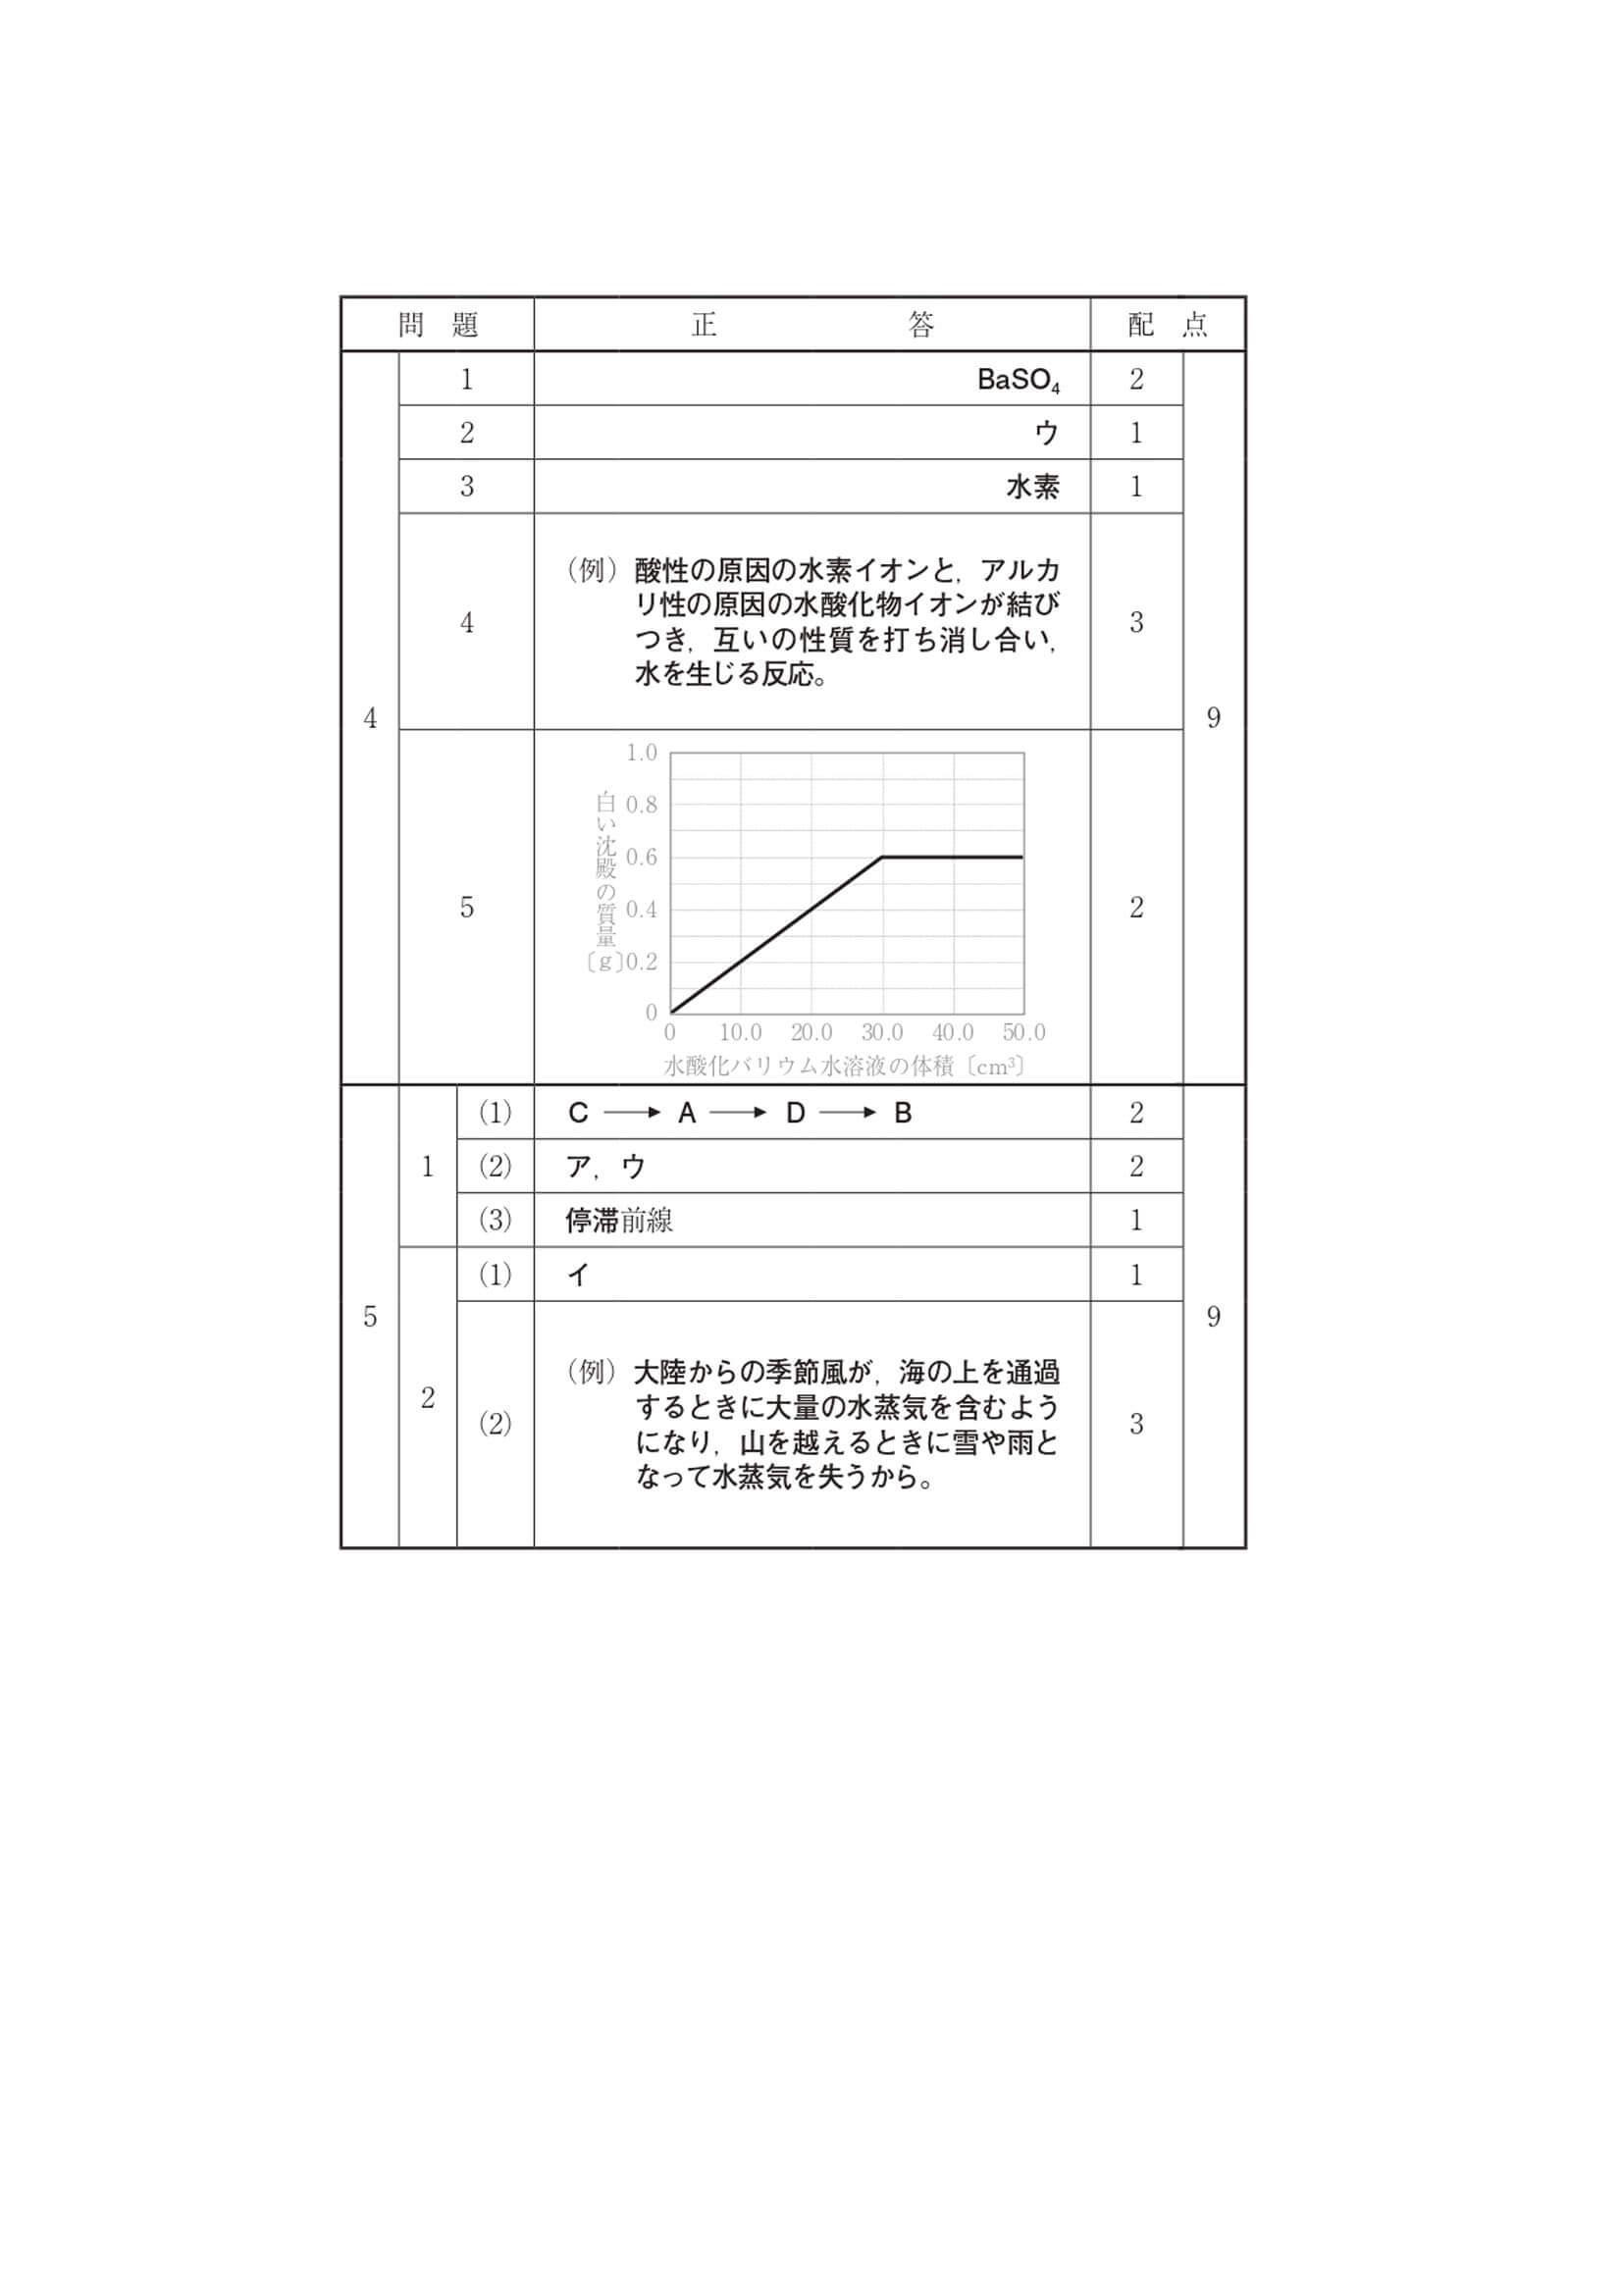 問 題 正 答 配 点
4
1 BaSO₄ 2
2 ウ 1
3 水素 1
4
(例) 酸性の原因の水素イオンと，アルカ
リ性の原因の水酸化物イオンが結び
つき，互いの性質を打ち消し合い，
水を生じる反応。
3
9
5
白い沈殿の質量〔g〕
1.0
0.8
0.6
0.4
0.2
0
0 10.0 20.0 30.0 40.0 50.0
水酸化バリウム水溶液の体積〔cm³〕
2
5
1
(1) C → A → D → B 2
(2) ア，ウ 2
(3) 停滞前線 1
9
2
(1) イ 1
(2)
(例) 大陸からの季節風が，海の上を通過
するときに大量の水蒸気を含むよう
になり，山を越えるときに雪や雨と
なって水蒸気を失うから。
3